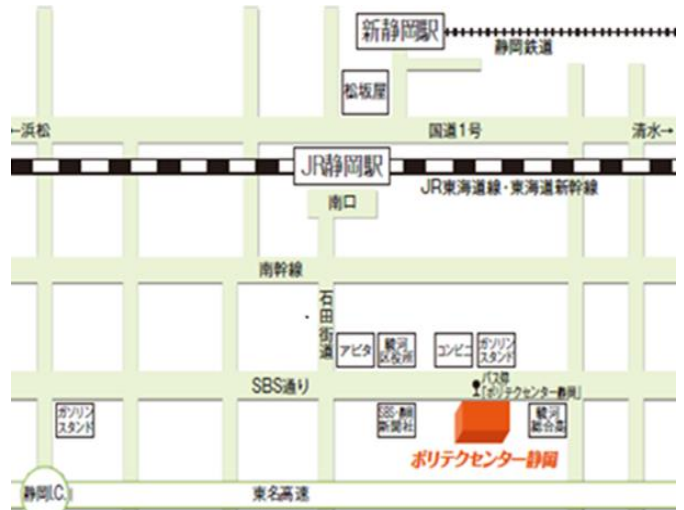 新静岡駅
静岡鉄道
松坂屋
←浜松
国道1号
清水→
JR静岡駅
JR東海道線・東海道新幹線
南口
南幹線
石田街道
アピタ
駿河
区役所
コンビニ
ガソリン
スタンド
バス停
「ポリテクセンター静岡」
SBS通り
ガソリン
スタンド
SBS・静岡
新聞社
駿河
総合高
ポリテクセンター静岡
静岡I.C.
東名高速